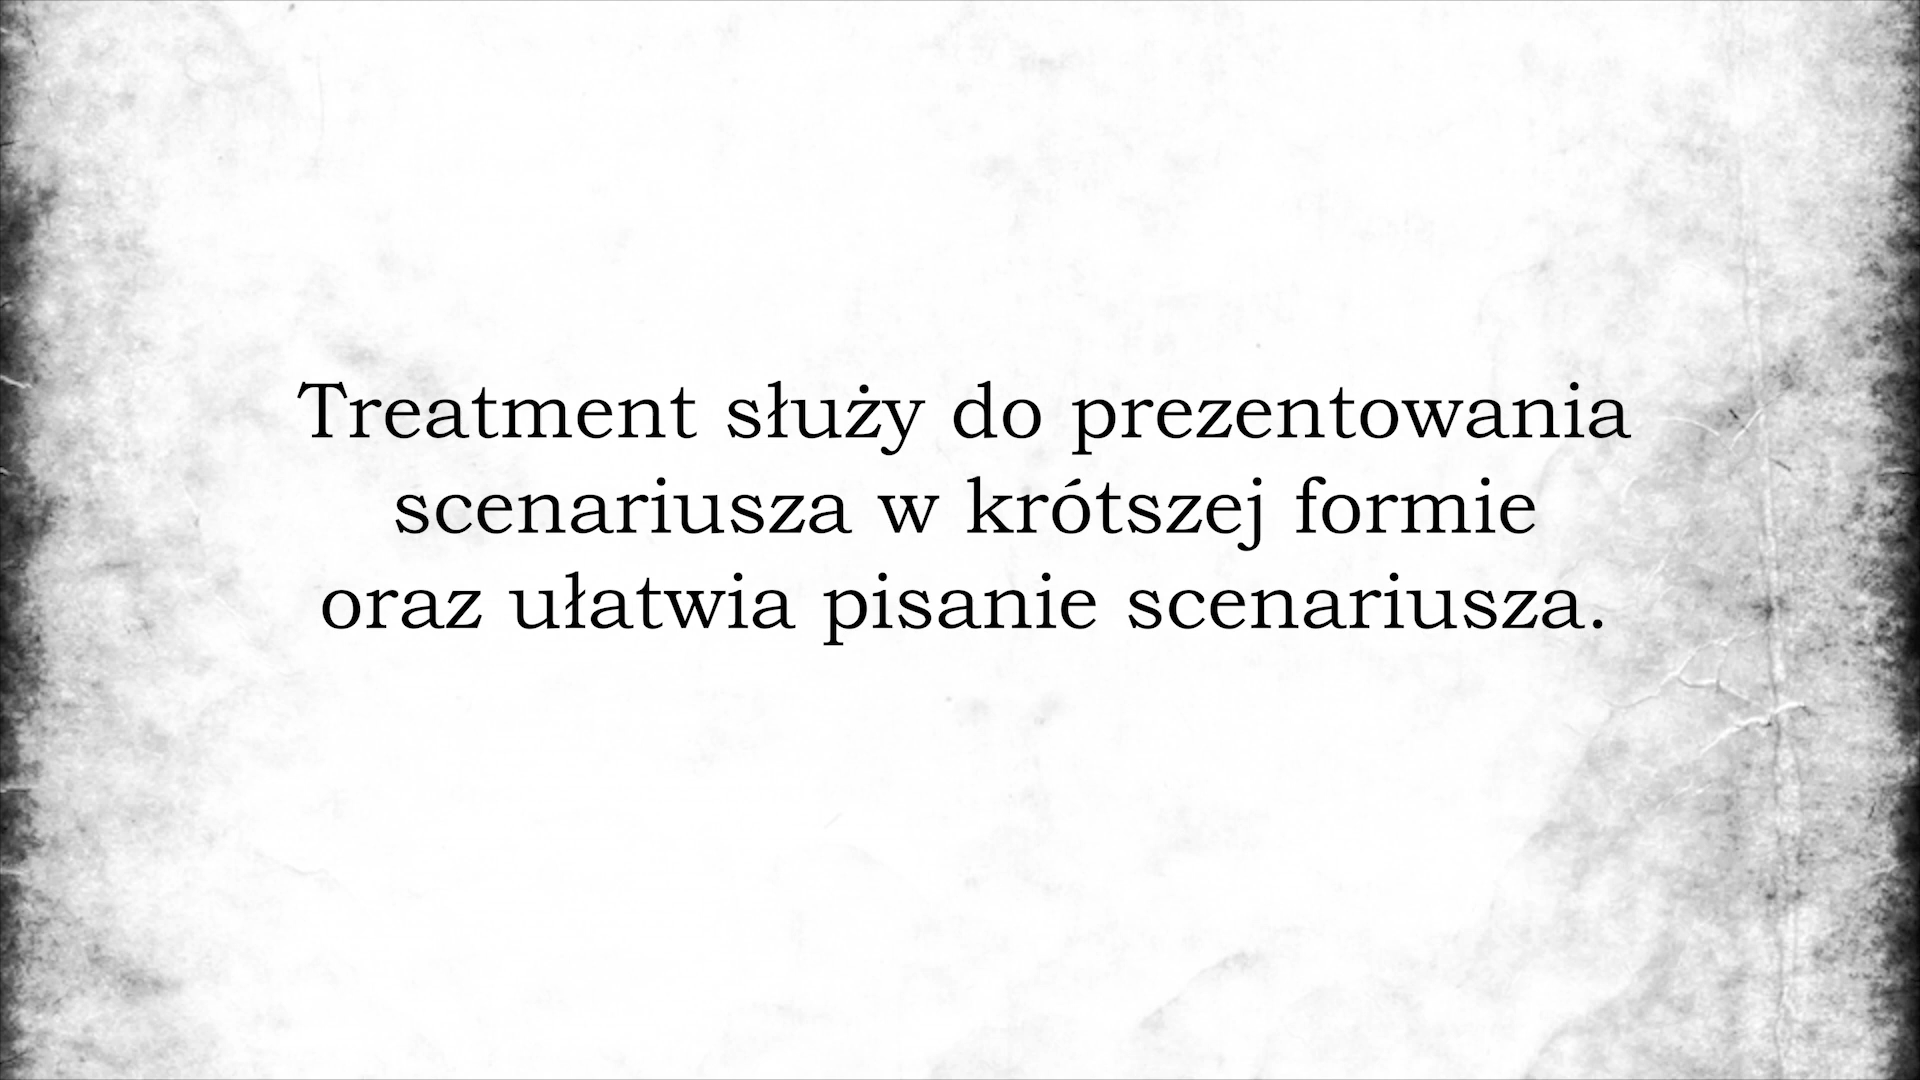 Treatment służy do prezentowania
scenariusza w krótszej formie
oraz ułatwia pisanie scenariusza.